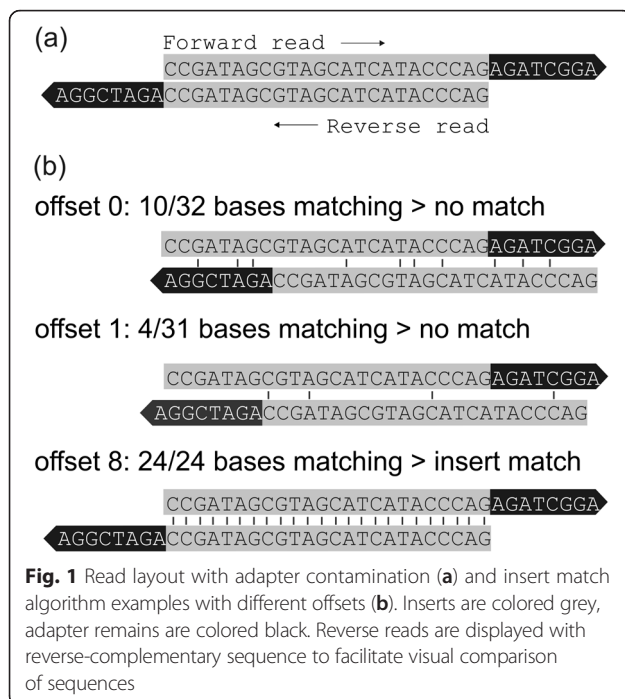 (a)
Forward read →
CCGATAGCGTAGCATCATACCCAGAGATCGGA
AGGCTAGACCGATAGCGTAGCATCATACCCAG
← Reverse read
(b)
offset 0: 10/32 bases matching > no match
CCGATAGCGTAGCATCATACCCAGAGATCGGA
AGGCTAGACCGATAGCGTAGCATCATACCCAG
offset 1: 4/31 bases matching > no match
CCGATAGCGTAGCATCATACCCAGAGATCGGA
AGGCTAGACCGATAGCGTAGCATCATACCCAG
offset 8: 24/24 bases matching > insert match
CCGATAGCGTAGCATCATACCCAGAGATCGGA
AGGCTAGACCGATAGCGTAGCATCATACCCAG
Fig. 1 Read layout with adapter contamination (a) and insert match
algorithm examples with different offsets (b). Inserts are colored grey,
adapter remains are colored black. Reverse reads are displayed with
reverse-complementary sequence to facilitate visual comparison
of sequences